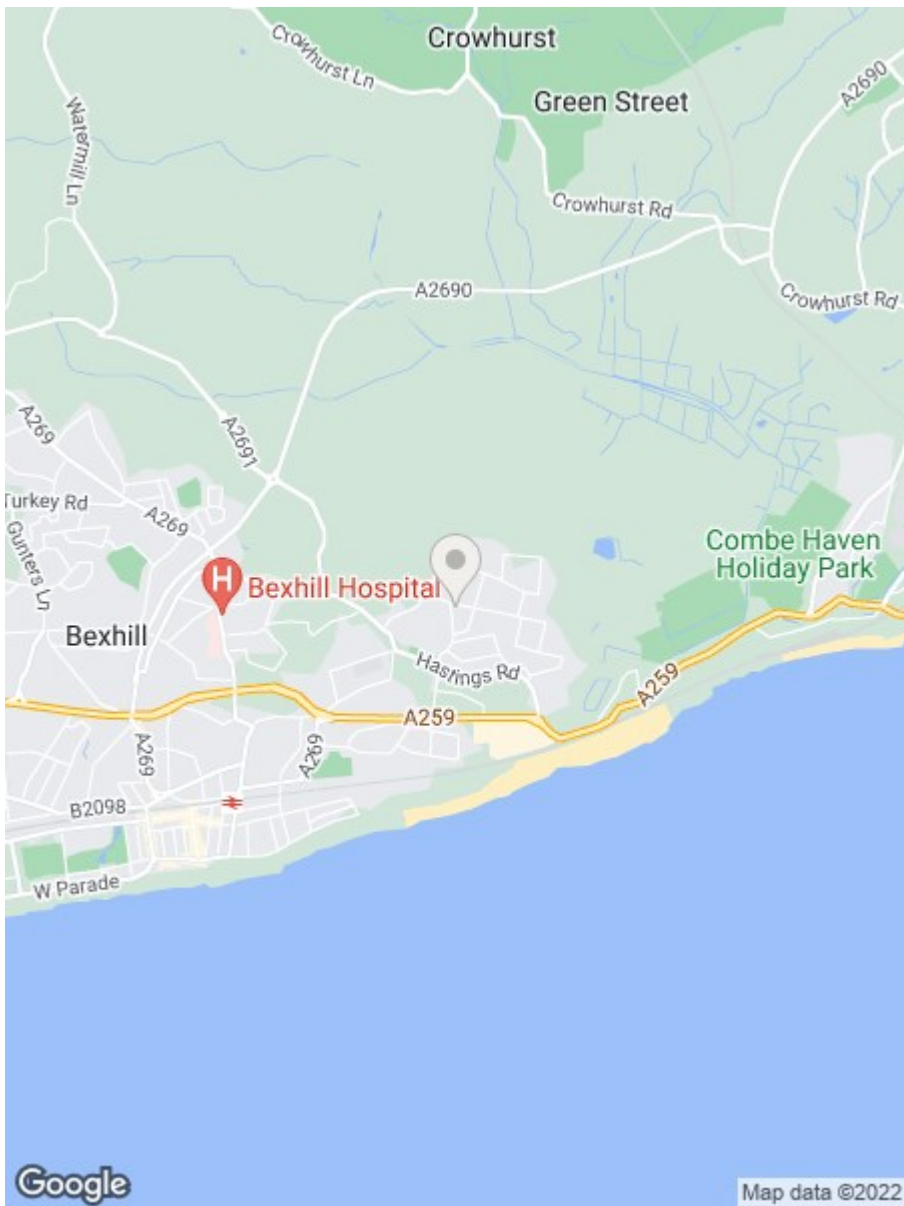 Crowhurst
Crowhurst Ln
Green Street
A2690
Watermill Ln
Crowhurst Rd
A2690
Crowhurst Rd
A269
A2691
Turkey Rd
A269
Gunters Ln
Combe Haven
Holiday Park
H
Bexhill Hospital
Bexhill
Hastings Rd
A259
A259
A269
A269
B2098
W Parade
Google
Map data ©2022